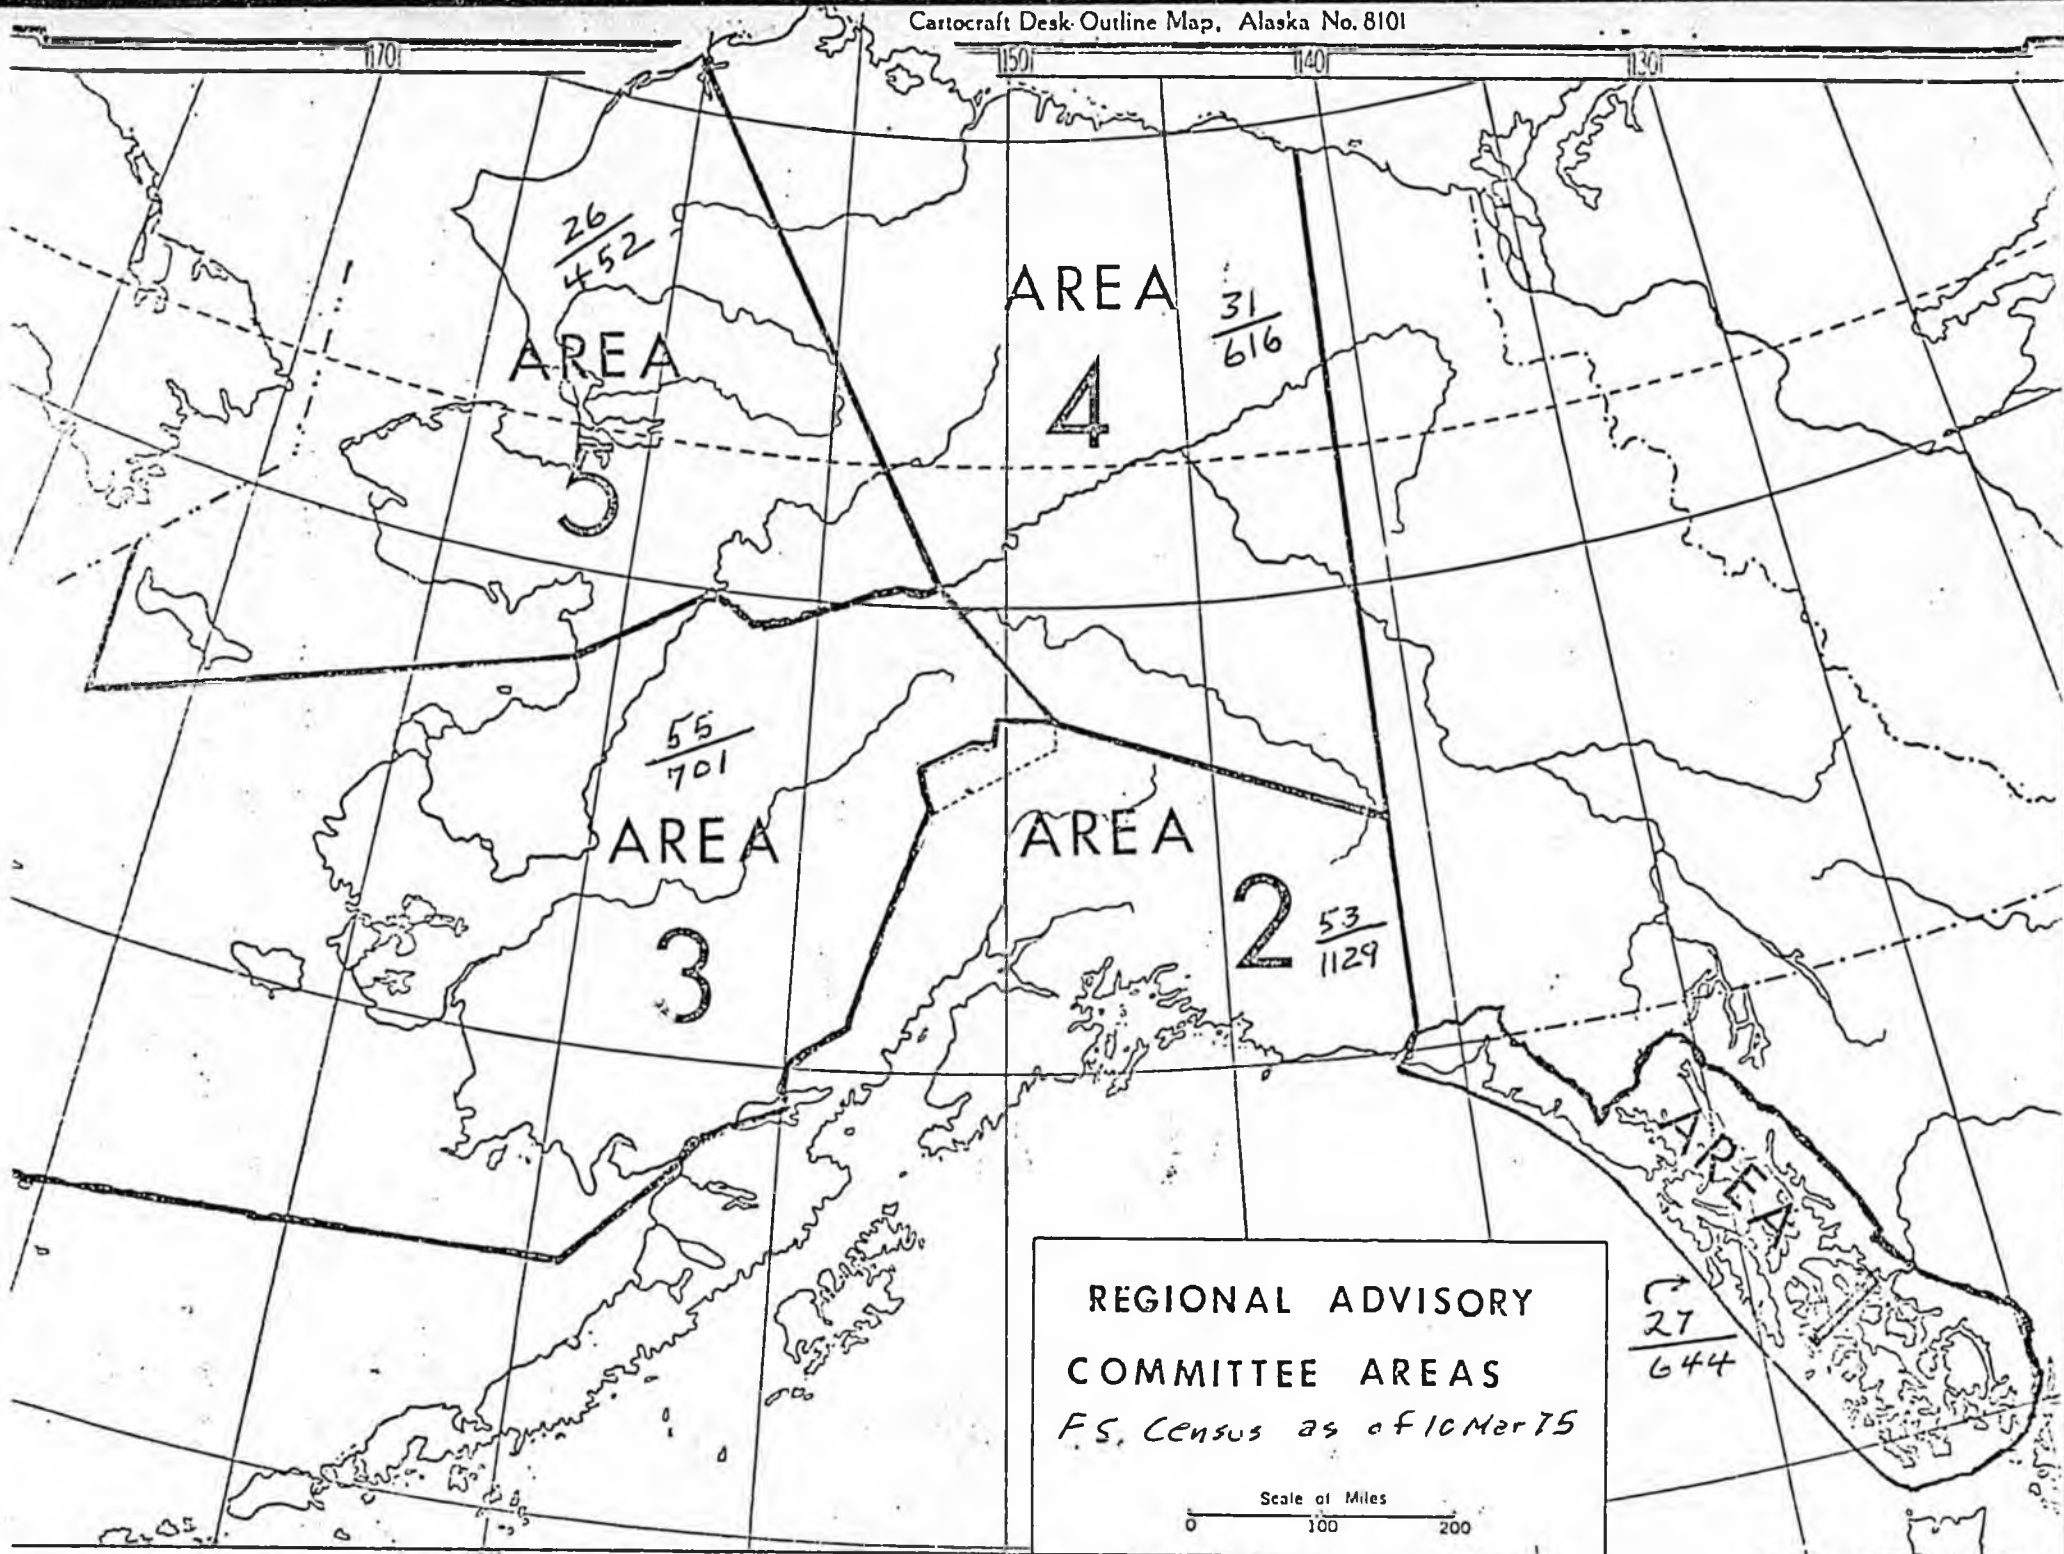 Cartocraft Desk-Outline Map, Alaska No. 8101
170 150 140 130
26
452
AREA
5
AREA
4
31
616
55
701
AREA
3
AREA
2
53
1129
AREA
1
27
644
REGIONAL ADVISORY
COMMITTEE AREAS
F.S. Census as of 10 Mar 75
Scale of Miles
0 100 200